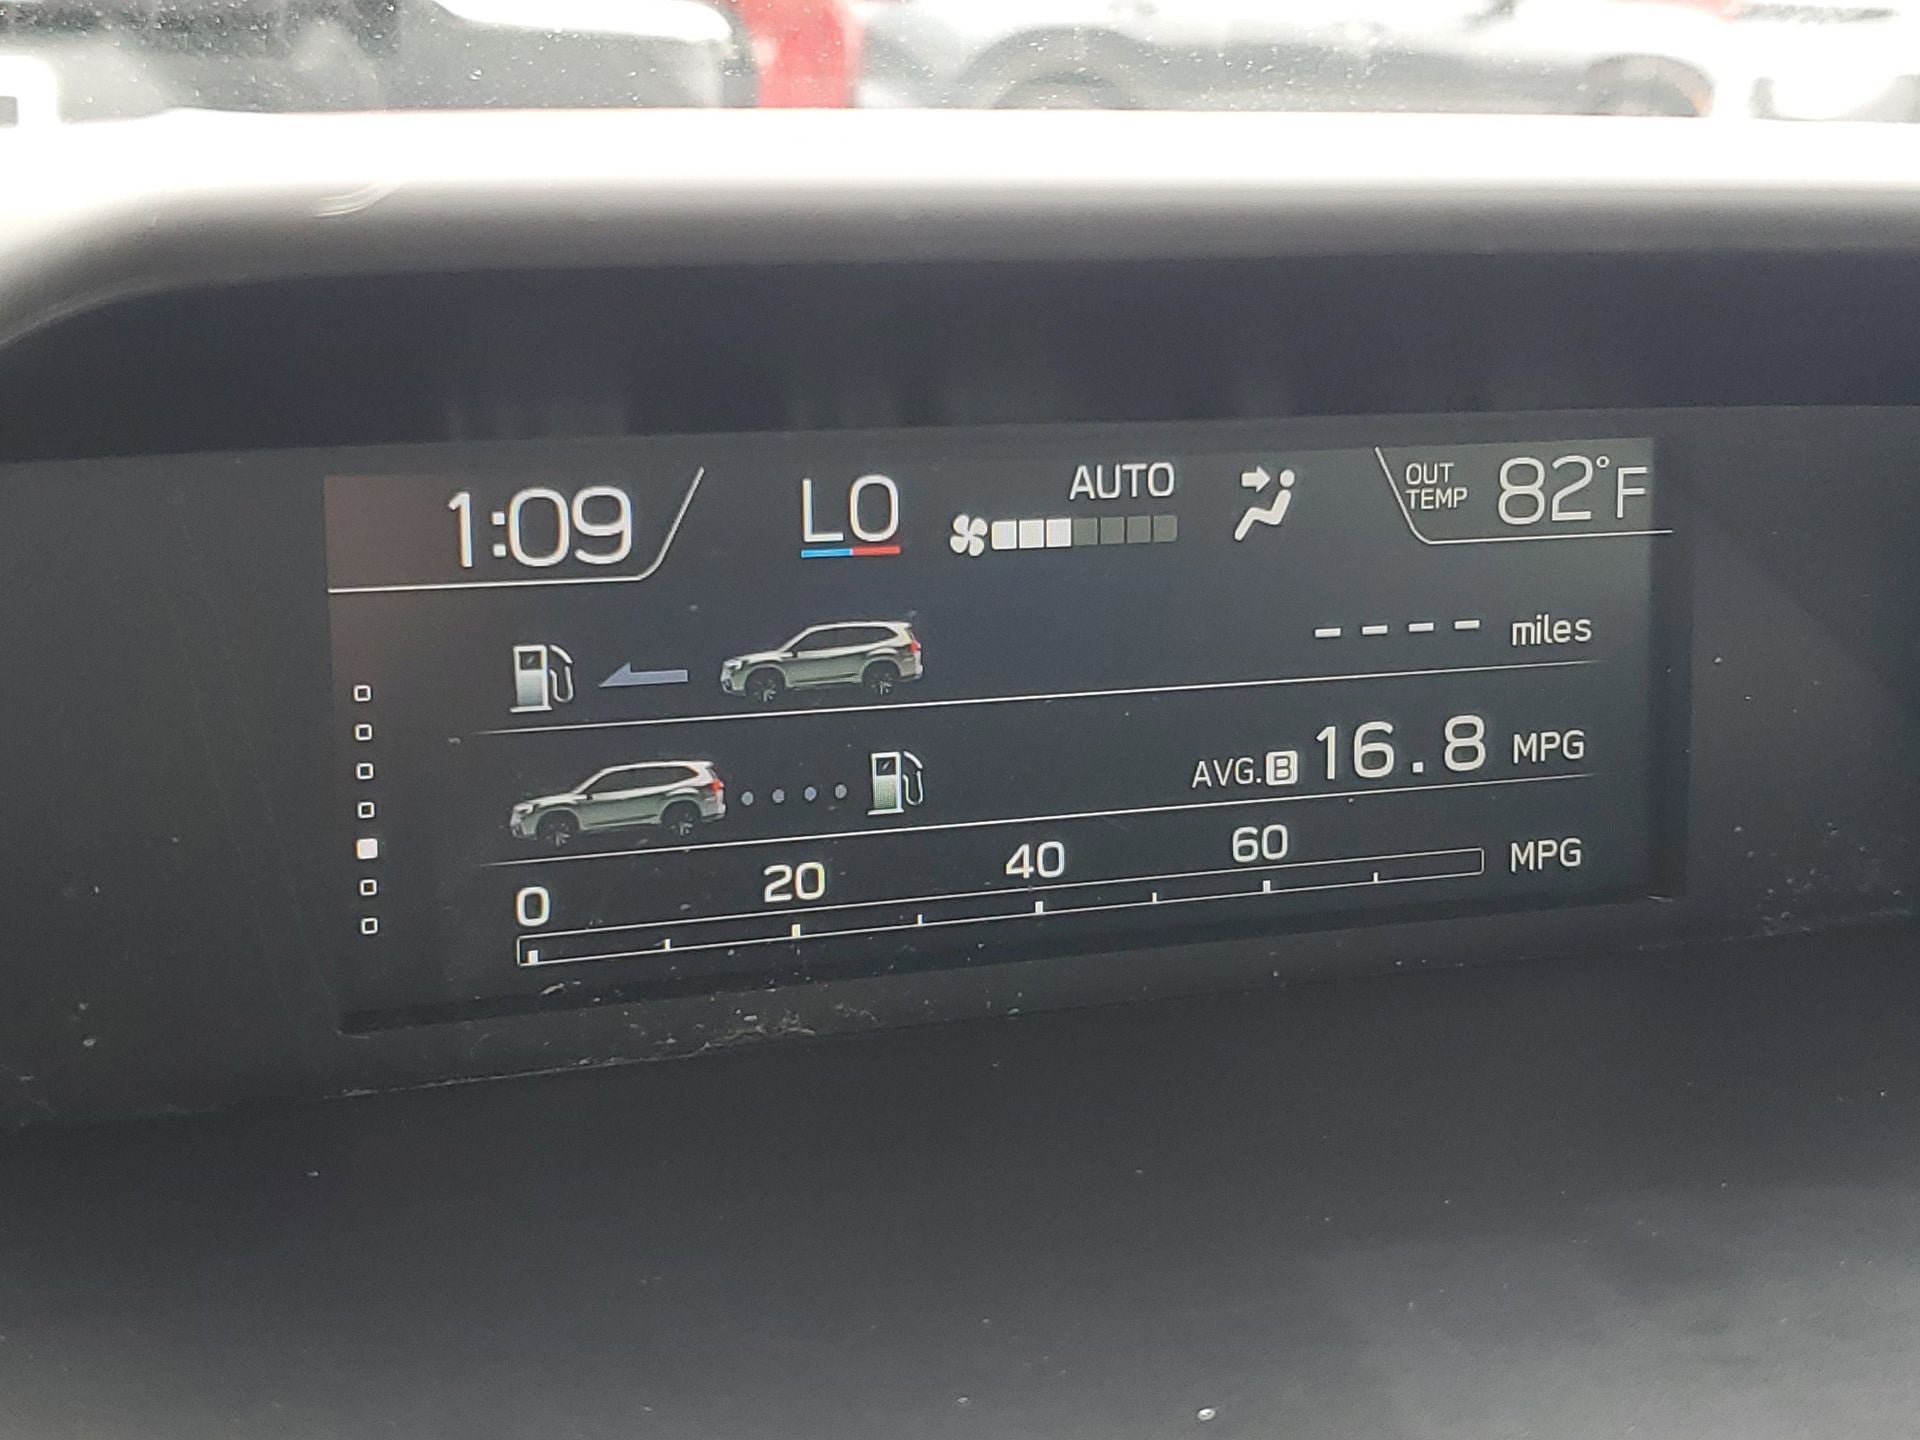 1:09
LO
AUTO
OUT
TEMP
82°F
---- miles
AVG. B 16.8 MPG
0 20 40 60 MPG